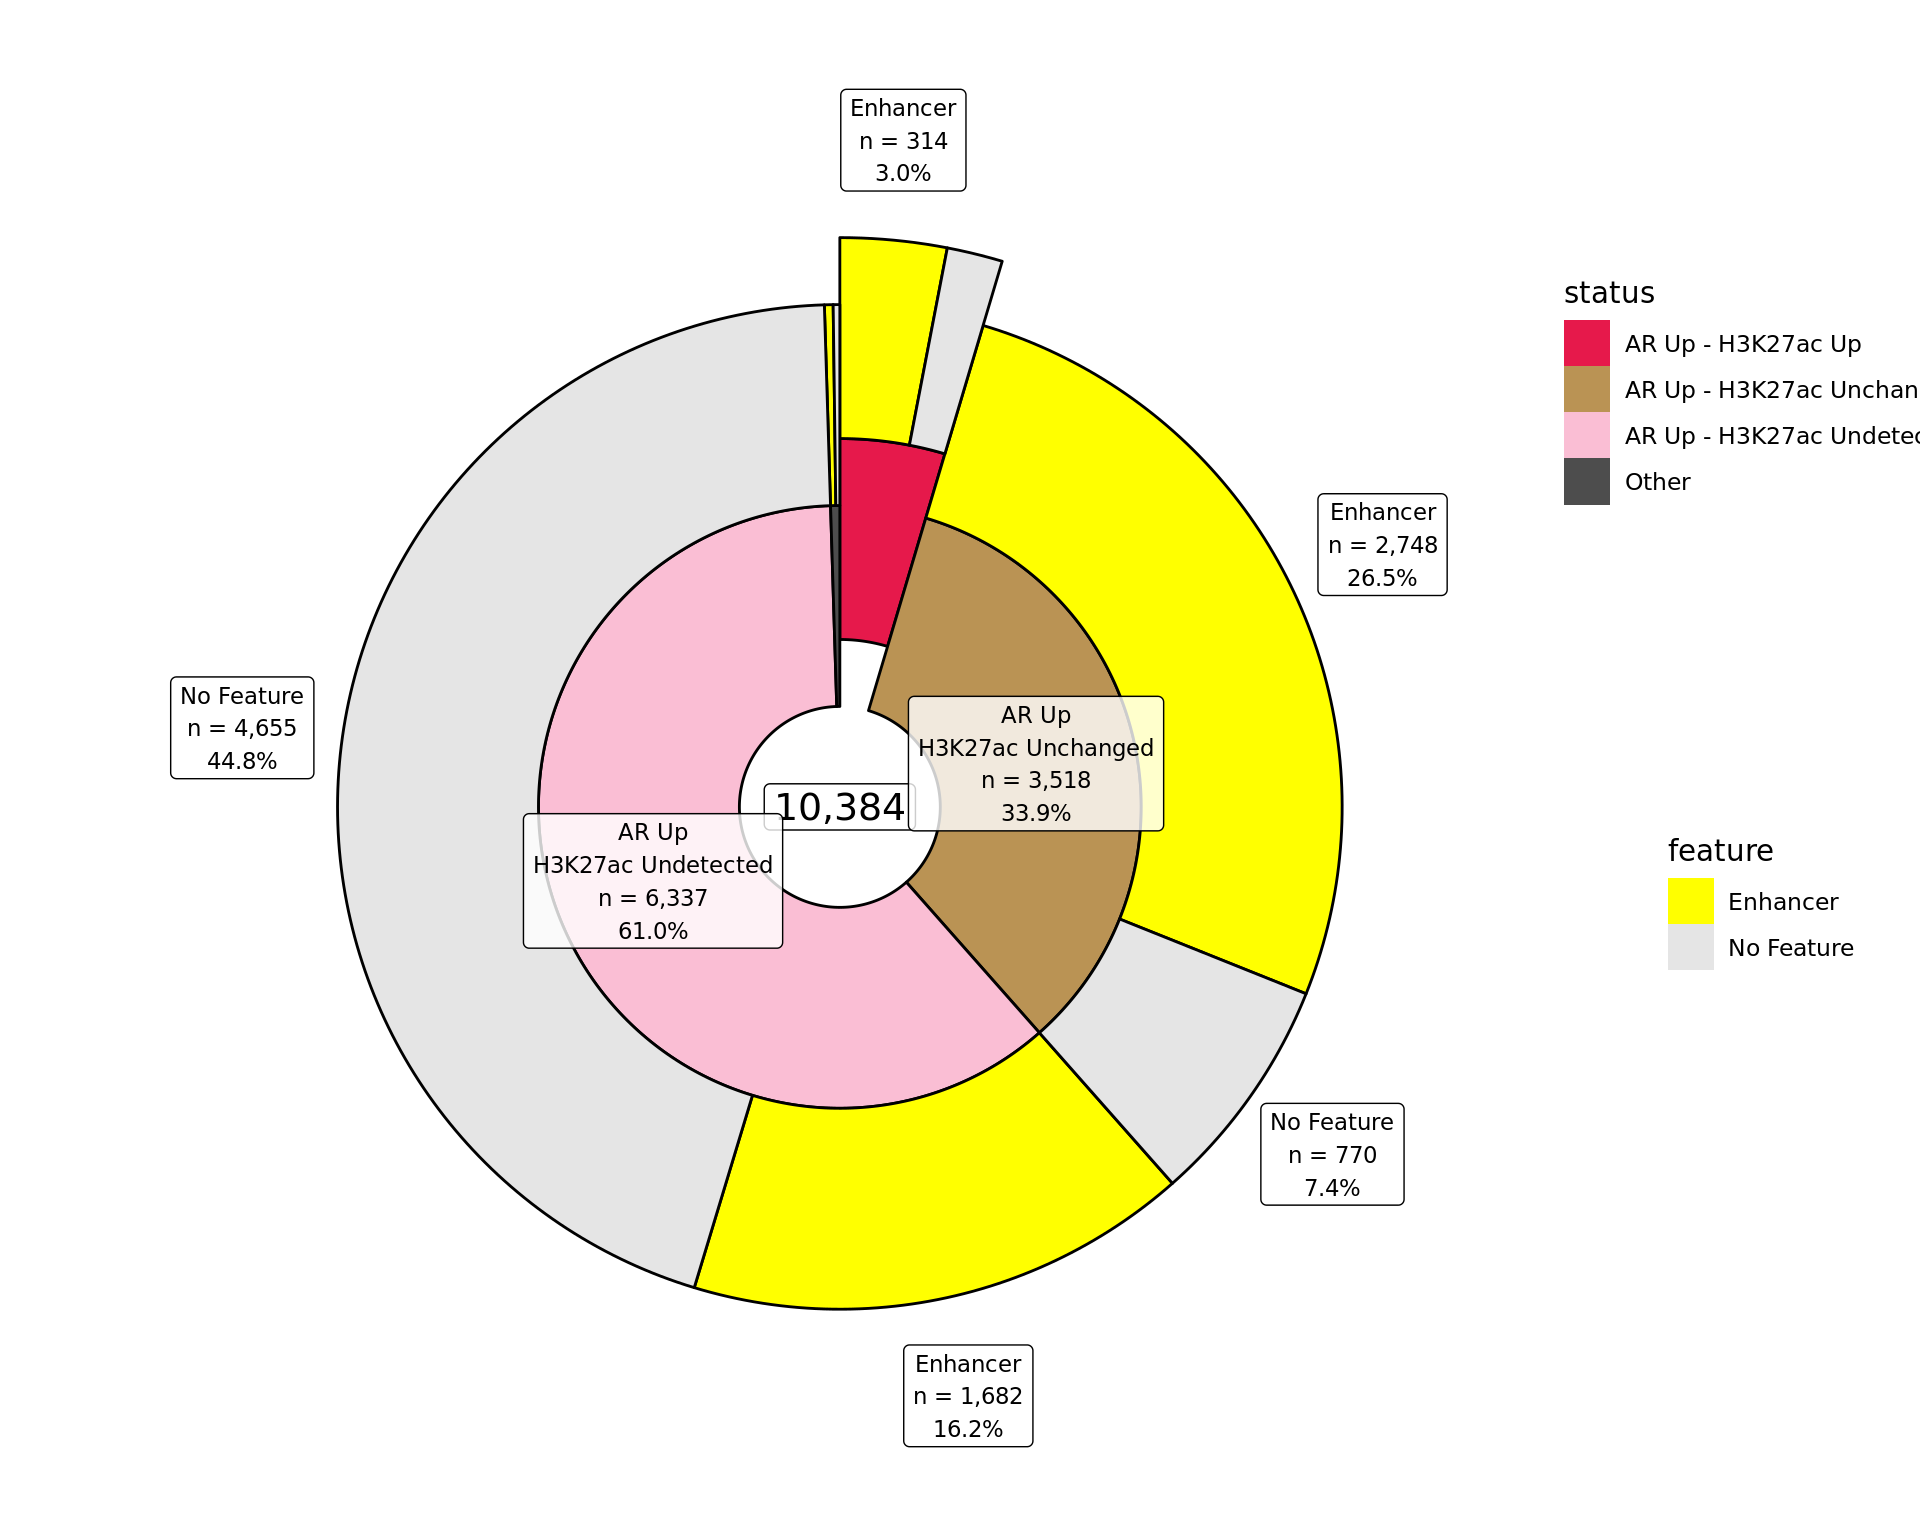 Enhancer
n = 314
3.0%
status
AR Up - H3K27ac Up
AR Up - H3K27ac Unchan
AR Up - H3K27ac Undetec
Other
Enhancer
n = 2,748
26.5%
No Feature
n = 4,655
44.8%
AR Up
H3K27ac Unchanged
n = 3,518
33.9%
10,384
AR Up
H3K27ac Undetected
n = 6,337
61.0%
feature
Enhancer
No Feature
No Feature
n = 770
7.4%
Enhancer
n = 1,682
16.2%